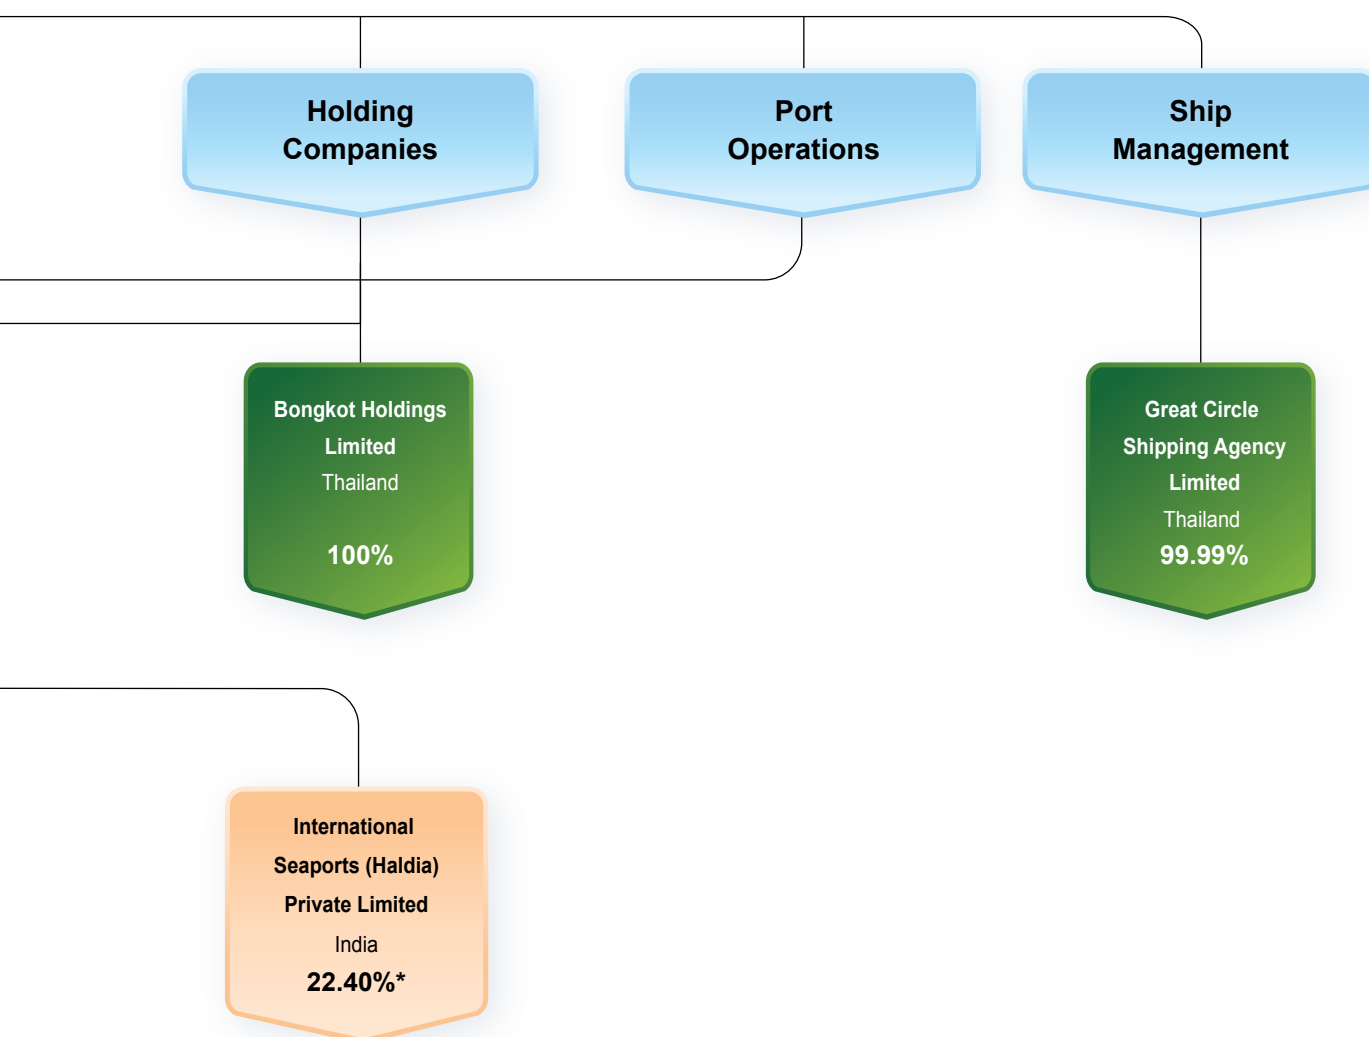 Holding
Companies
Port
Operations
Ship
Management
Bongkot Holdings
Limited
Thailand
100%
Great Circle
Shipping Agency
Limited
Thailand
99.99%
International
Seaports (Haldia)
Private Limited
India
22.40%*